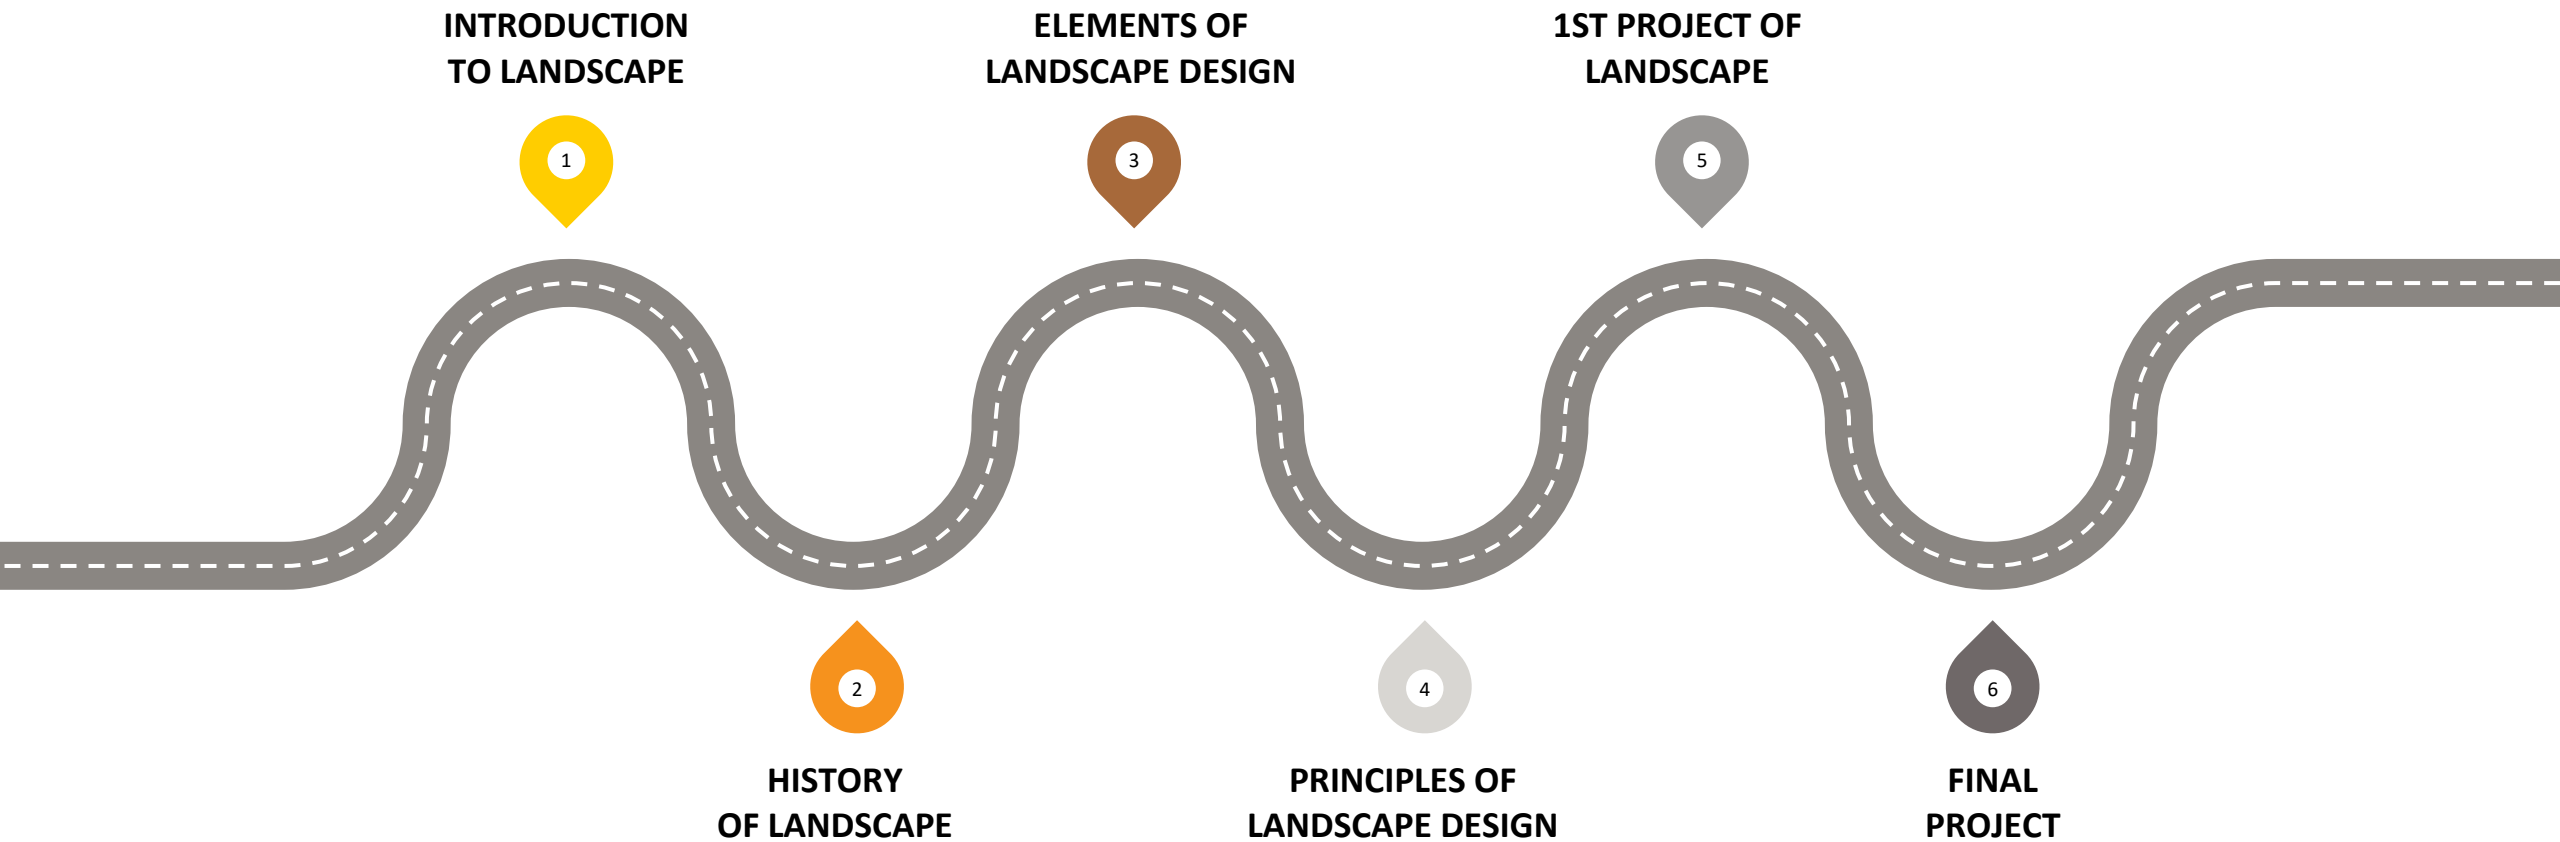 INTRODUCTION
TO LANDSCAPE
1
HISTORY
OF LANDSCAPE
2
ELEMENTS OF
LANDSCAPE DESIGN
3
PRINCIPLES OF
LANDSCAPE DESIGN
4
1ST PROJECT OF
LANDSCAPE
5
FINAL
PROJECT
6